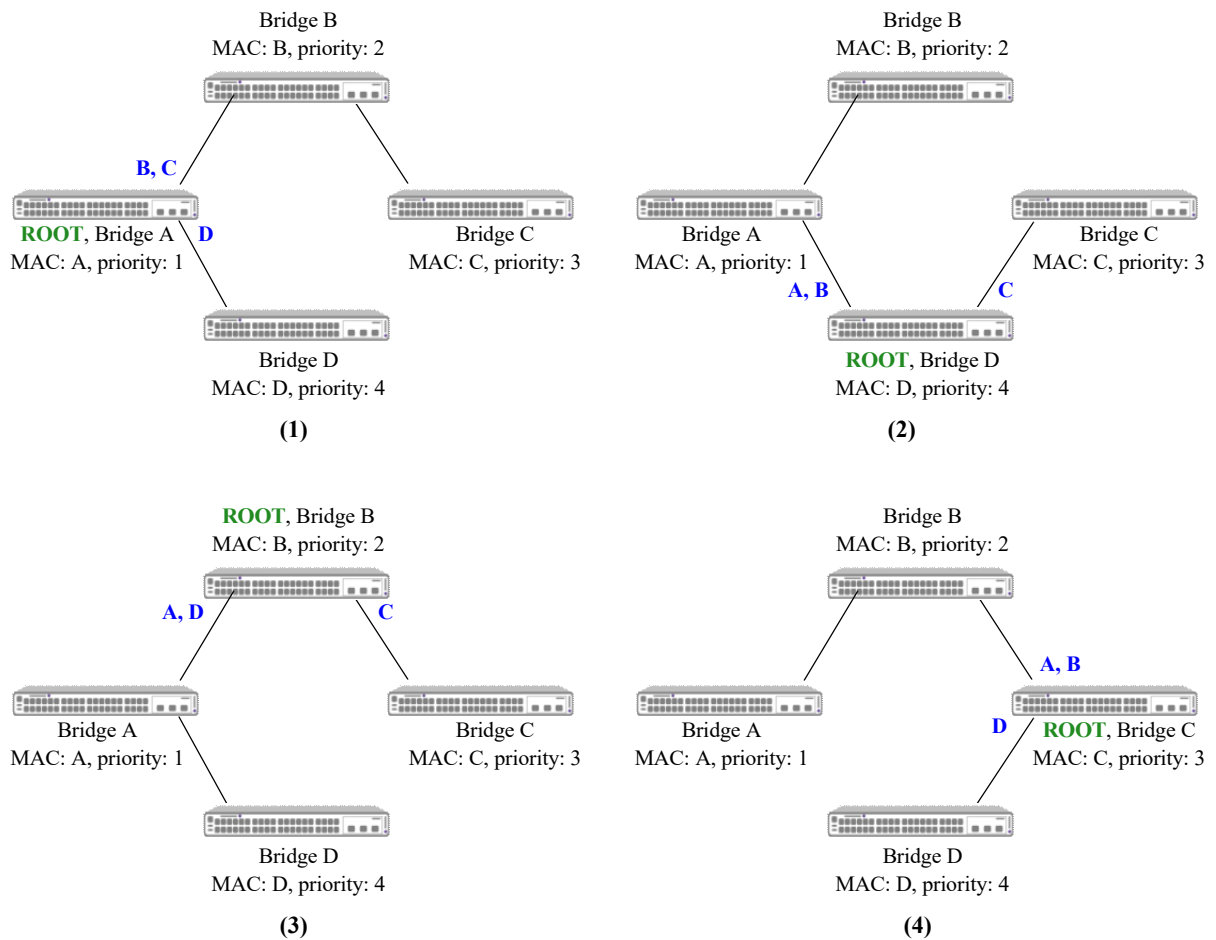 Bridge B
MAC: B, priority: 2
B, C
ROOT, Bridge A
D
MAC: A, priority: 1
Bridge C
MAC: C, priority: 3
Bridge D
MAC: D, priority: 4
(1)
Bridge B
MAC: B, priority: 2
Bridge A
MAC: A, priority: 1
Bridge C
MAC: C, priority: 3
A, B
C
ROOT, Bridge D
MAC: D, priority: 4
(2)
ROOT, Bridge B
MAC: B, priority: 2
A, D
C
Bridge A
MAC: A, priority: 1
Bridge C
MAC: C, priority: 3
Bridge D
MAC: D, priority: 4
(3)
Bridge B
MAC: B, priority: 2
A, B
Bridge A
MAC: A, priority: 1
D
ROOT, Bridge C
MAC: C, priority: 3
Bridge D
MAC: D, priority: 4
(4)